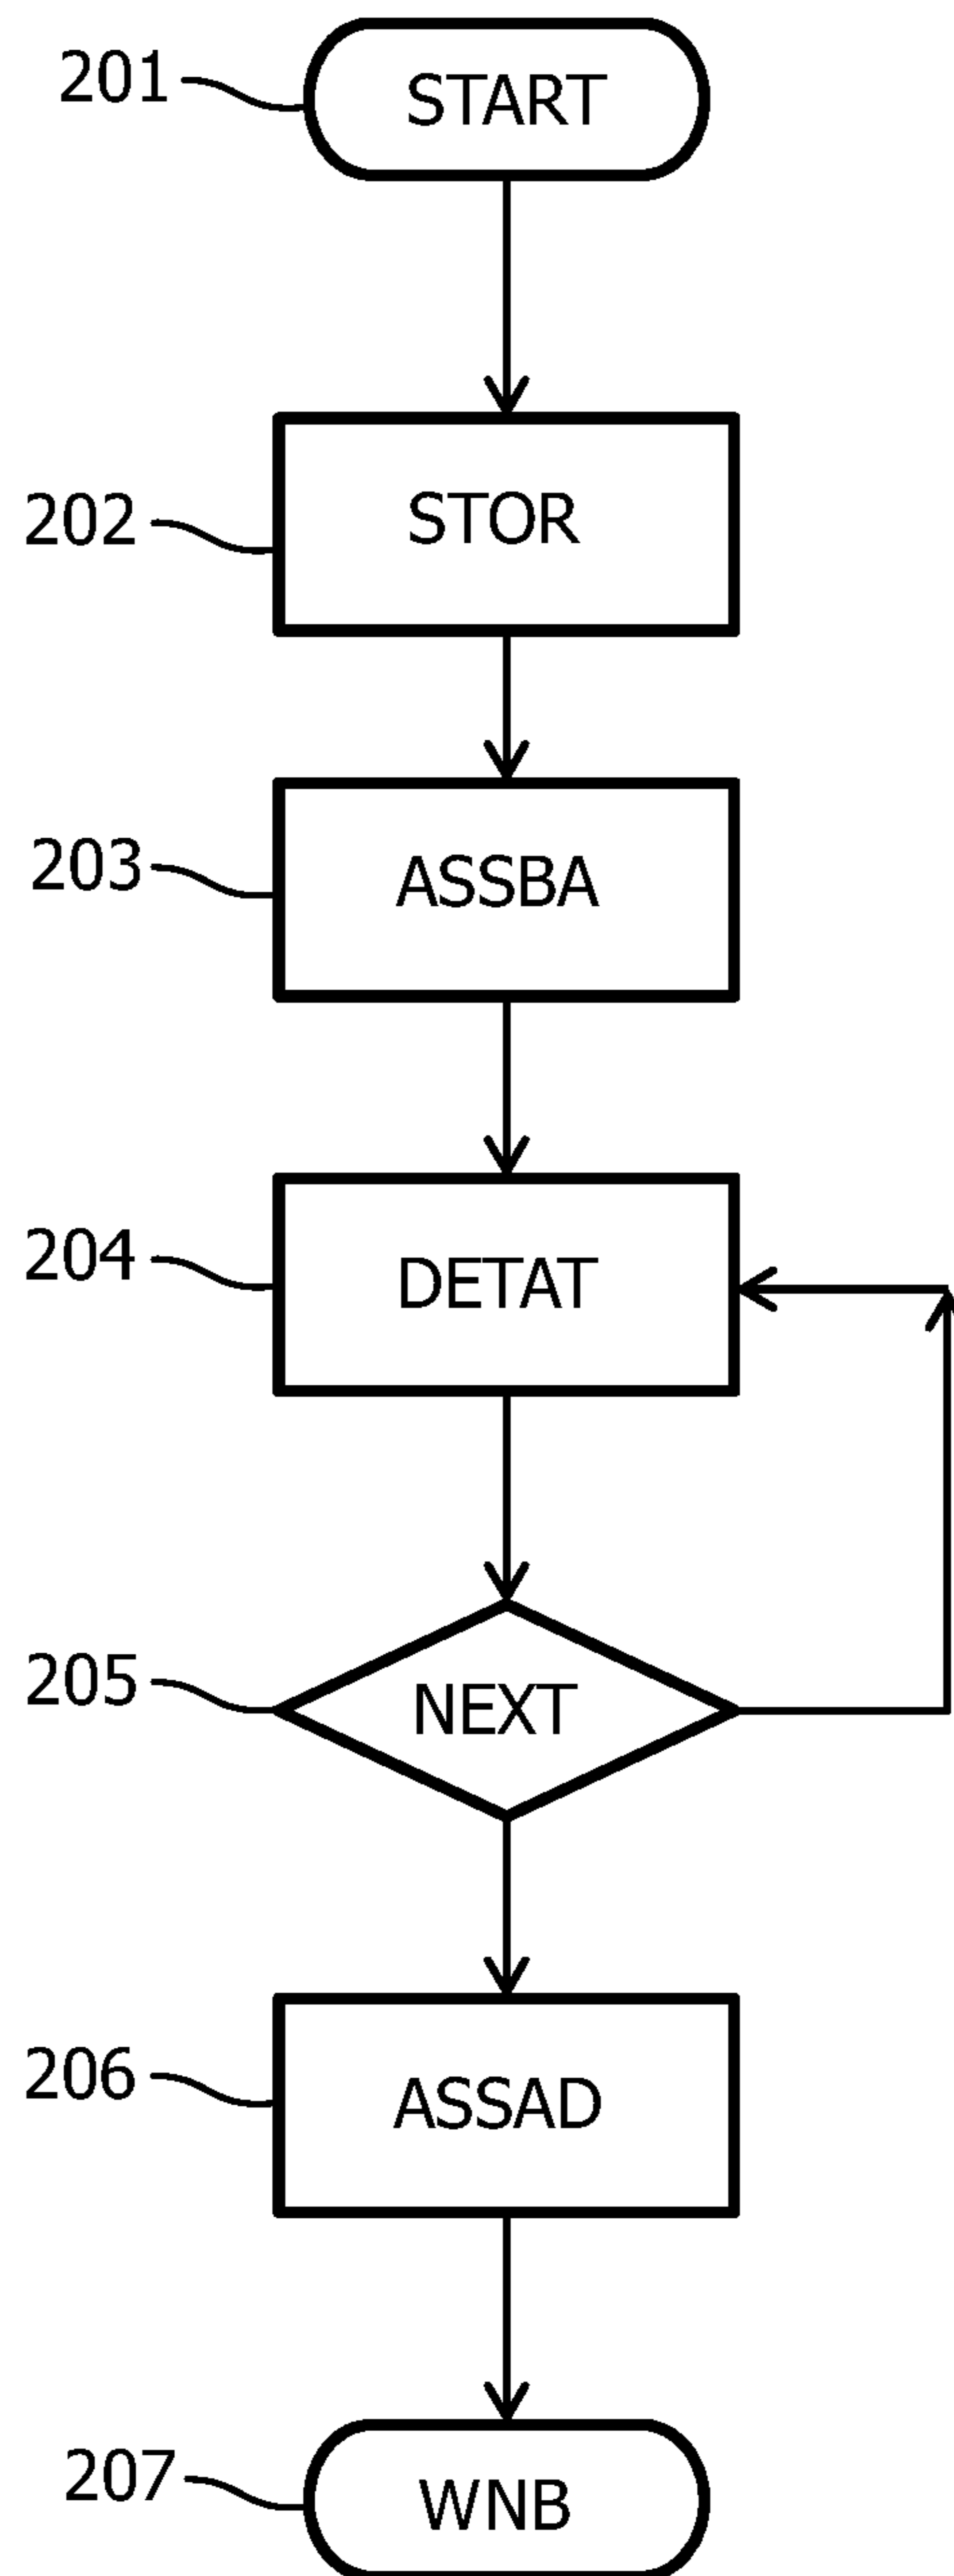 201 START
202 STOR
203 ASSBA
204 DETAT
205 NEXT
206 ASSAD
207 WNB